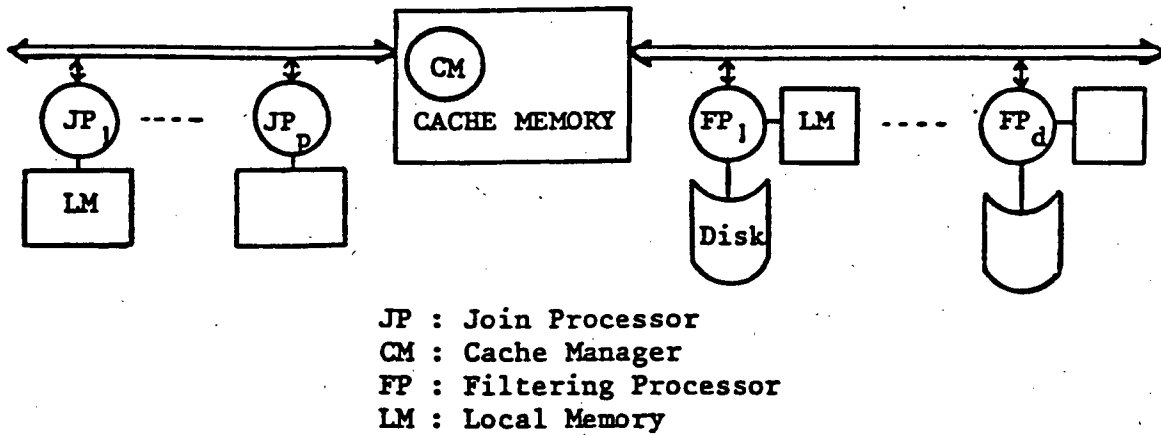 CM
CACHE MEMORY
JP1 ---- JPp
LM
FP1 LM ---- FPd
Disk
JP : Join Processor
CM : Cache Manager
FP : Filtering Processor
LM : Local Memory